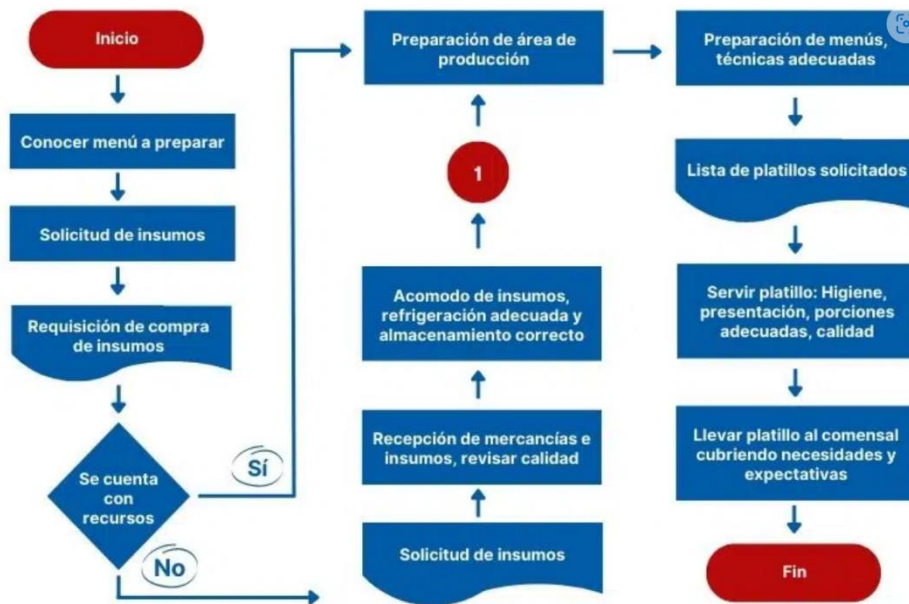 Inicio
Conocer menú a preparar
Solicitud de insumos
Requisición de compra
de insumos
Se cuenta
con
recursos
Sí
No
Solicitud de insumos
Recepción de mercancías e
insumos, revisar calidad
Acomodo de insumos,
refrigeración adecuada y
almacenamiento correcto
1
Preparación de área de
producción
Preparación de menús,
técnicas adecuadas
Lista de platillos solicitados
Servir platillo: Higiene,
presentación, porciones
adecuadas, calidad
Llevar platillo al comensal
cubriendo necesidades y
expectativas
Fin